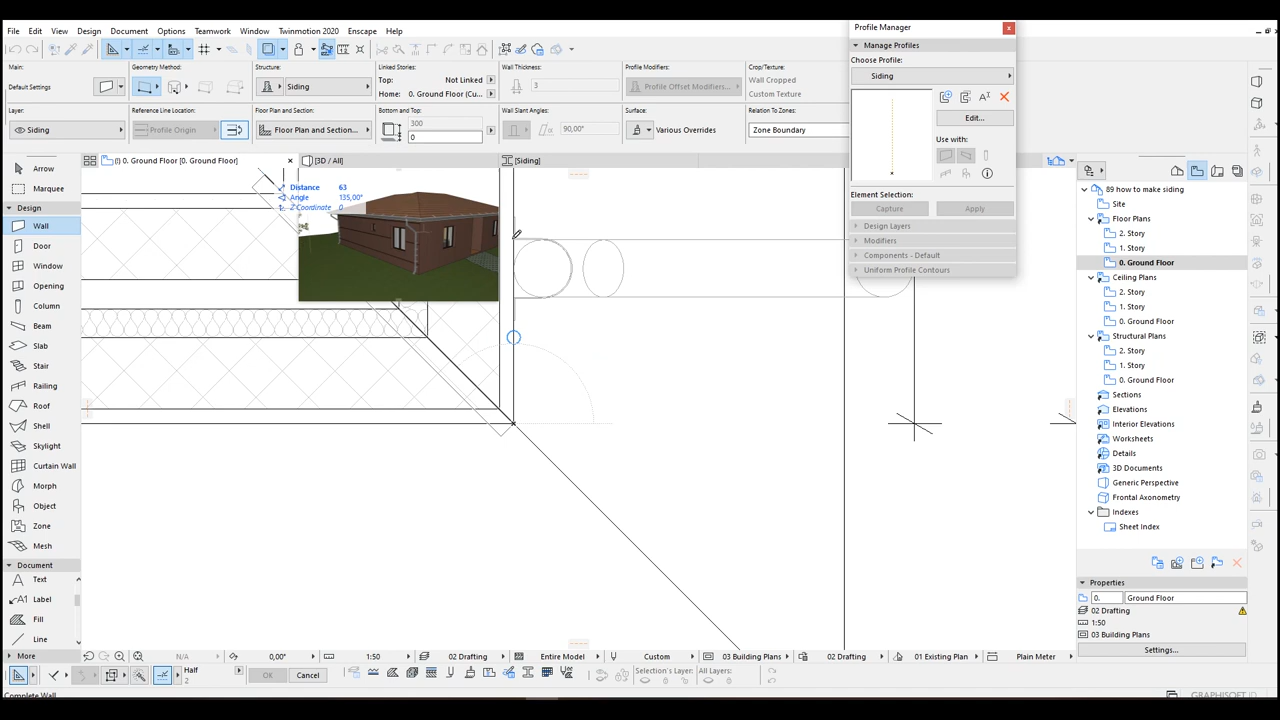 Profile Manager
File Edit View Design Document Options Teamwork Window Twinmotion 2020 Enscape Help
Manage Profiles
Choose Profile:
Siding
Main:
Geometry Method:
Structure:
Linked Stories:
Wall Thickness:
Profile Modifiers:
Crop/Texture:
Default Settings
Siding
Top: Not Linked
Home: 0. Ground Floor (Cu...
3
Profile Offset Modifiers...
Wall Cropped
Custom Texture
Edit...
Layer:
Reference Line Location:
Floor Plan and Section:
Bottom and Top:
Wall Slant Angles:
Surface:
Relation To Zones:
Siding
Profile Origin
Floor Plan and Section...
300
0
90,00°
Various Overrides
Zone Boundary
Use with:
Element Selection:
Capture
Apply
Design Layers
Modifiers
Components - Default
Uniform Profile Contours
(!) 0. Ground Floor [0. Ground Floor]
[3D / All]
[Siding]
Distance 63
Angle 135,00°
Z Coordinate 0
Arrow
Marquee
Design
Wall
Door
Window
Opening
Column
Beam
Slab
Stair
Railing
Roof
Shell
Skylight
Curtain Wall
Morph
Object
Zone
Mesh
Document
Text
A1 Label
Fill
Line
More
89 how to make siding
Site
Floor Plans
2. Story
1. Story
0. Ground Floor
Ceiling Plans
2. Story
1. Story
0. Ground Floor
Structural Plans
2. Story
1. Story
0. Ground Floor
Sections
Elevations
Interior Elevations
Worksheets
Details
3D Documents
Generic Perspective
Frontal Axonometry
Indexes
Sheet Index
Properties
0. Ground Floor
02 Drafting
1:50
03 Building Plans
Settings...
N/A
0,00°
1:50
02 Drafting
Entire Model
Custom
03 Building Plans
02 Drafting
01 Existing Plan
Plain Meter
Half
2
OK
Cancel
Selection's Layer:
All Layers:
Complete Wall
GRAPHISOFT